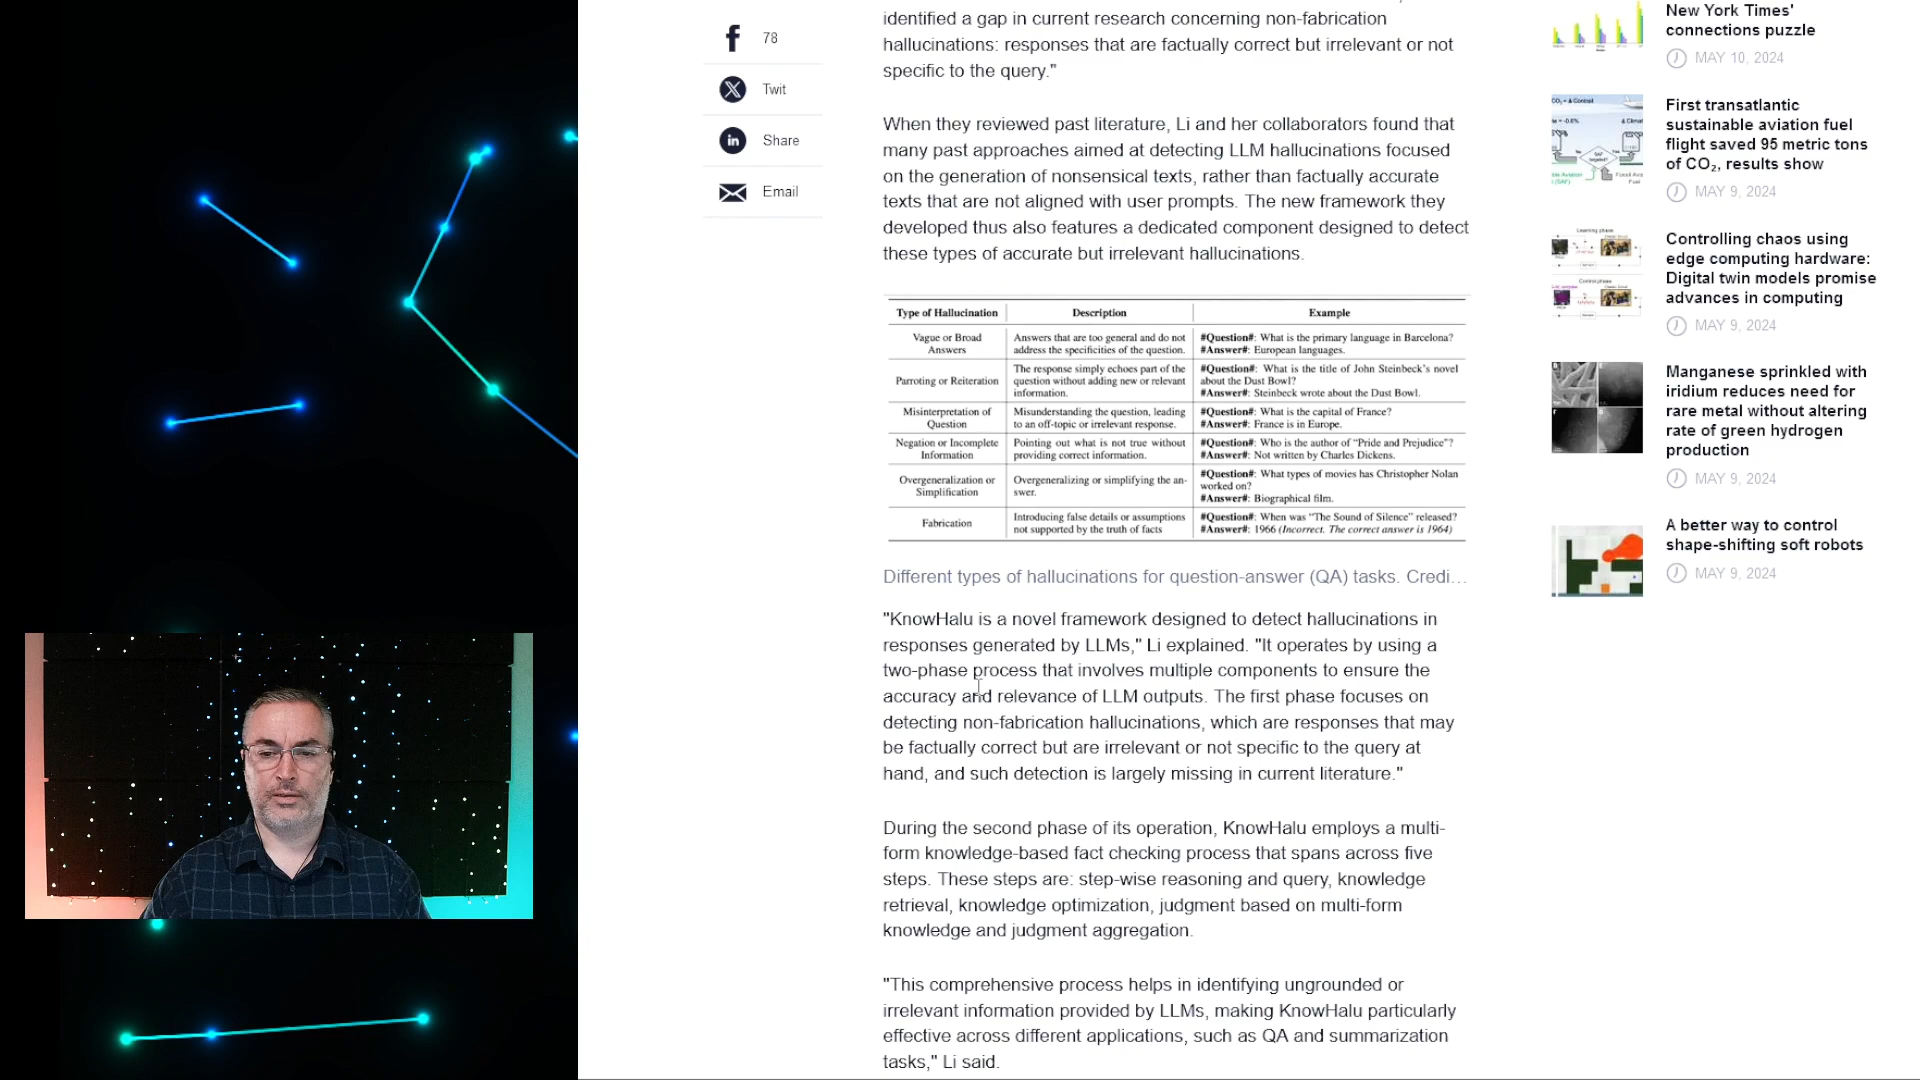 78
Twit
Share
Email
identified a gap in current research concerning non-fabrication
hallucinations: responses that are factually correct but irrelevant or not
specific to the query."
When they reviewed past literature, Li and her collaborators found that
many past approaches aimed at detecting LLM hallucinations focused
on the generation of nonsensical texts, rather than factually accurate
texts that are not aligned with user prompts. The new framework they
developed thus also features a dedicated component designed to detect
these types of accurate but irrelevant hallucinations.
Type of Hallucination Description Example
Vague or Broad
Answers
Answers that are too general and do not
address the specificities of the question.
#Question#: What is the primary language in Barcelona?
#Answer#: European languages.
Parroting or Reiteration
The response simply echoes part of the
question without adding new or relevant
information.
#Question#: What is the title of John Steinbeck's novel
about the Dust Bowl?
#Answer#: Steinbeck wrote about the Dust Bowl.
Misinterpretation of
Question
Misunderstanding the question, leading
to an off-topic or irrelevant response.
#Question#: What is the capital of France?
#Answer#: France is in Europe.
Negation or Incomplete
Information
Pointing out what is not true without
providing correct information.
#Question#: Who is the author of "Pride and Prejudice"?
#Answer#: Not written by Charles Dickens.
Overgeneralization or
Simplification
Overgeneralizing or simplifying the an-
swer.
#Question#: What types of movies has Christopher Nolan
worked on?
#Answer#: Biographical film.
Fabrication
Introducing false details or assumptions
not supported by the truth of facts
#Question#: When was "The Sound of Silence" released?
#Answer#: 1966 (Incorrect. The correct answer is 1964)
Different types of hallucinations for question-answer (QA) tasks. Credi...
"KnowHalu is a novel framework designed to detect hallucinations in
responses generated by LLMs," Li explained. "It operates by using a
two-phase process that involves multiple components to ensure the
accuracy and relevance of LLM outputs. The first phase focuses on
detecting non-fabrication hallucinations, which are responses that may
be factually correct but are irrelevant or not specific to the query at
hand, and such detection is largely missing in current literature."
During the second phase of its operation, KnowHalu employs a multi-
form knowledge-based fact checking process that spans across five
steps. These steps are: step-wise reasoning and query, knowledge
retrieval, knowledge optimization, judgment based on multi-form
knowledge and judgment aggregation.
"This comprehensive process helps in identifying ungrounded or
irrelevant information provided by LLMs, making KnowHalu particularly
effective across different applications, such as QA and summarization
tasks," Li said.
New York Times'
connections puzzle
MAY 10, 2024
First transatlantic
sustainable aviation fuel
flight saved 95 metric tons
of CO₂, results show
MAY 9, 2024
Controlling chaos using
edge computing hardware:
Digital twin models promise
advances in computing
MAY 9, 2024
Manganese sprinkled with
iridium reduces need for
rare metal without altering
rate of green hydrogen
production
MAY 9, 2024
A better way to control
shape-shifting soft robots
MAY 9, 2024